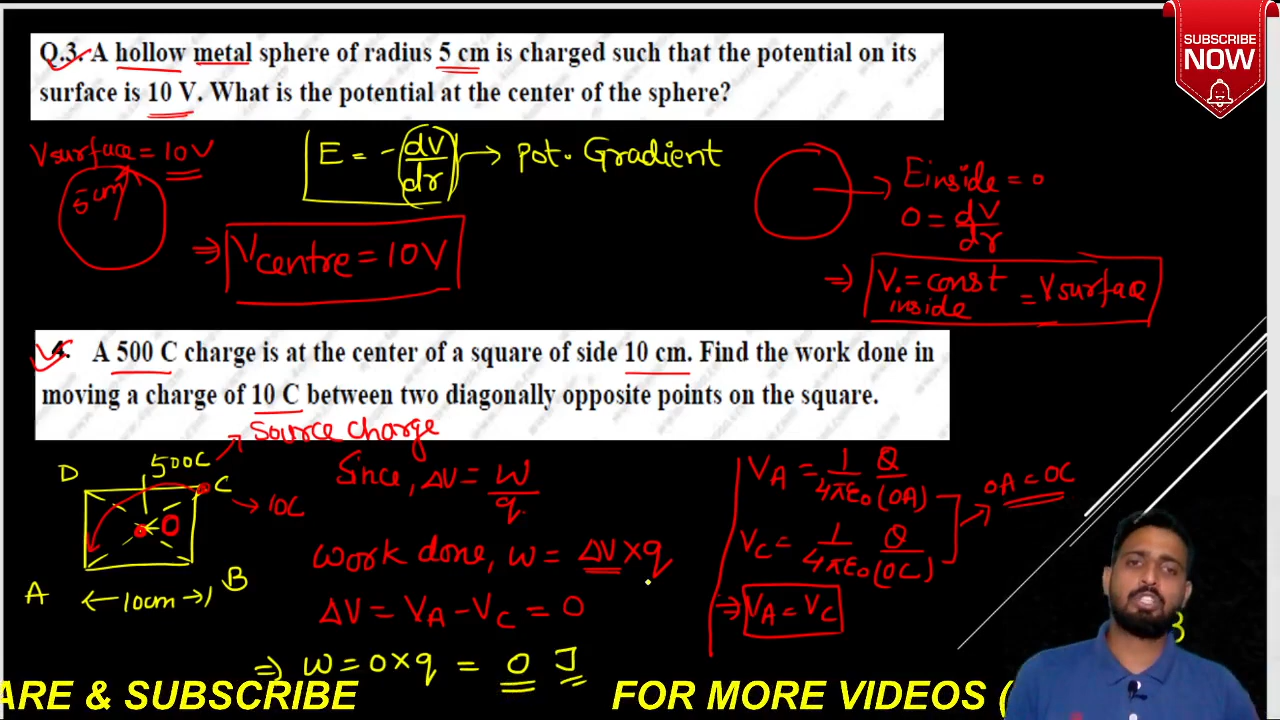 SUBSCRIBE
NOW
Q.3. A hollow metal sphere of radius 5 cm is charged such that the potential on its
surface is 10 V. What is the potential at the center of the sphere?
Vsurface = 10V
5cm
E = -dV/dr → Pot. Gradient
⇒ Vcentre = 10V
Einside = 0
0 = dV/dr
⇒ Vinside = const = Vsurface
4. A 500 C charge is at the center of a square of side 10 cm. Find the work done in
moving a charge of 10 C between two diagonally opposite points on the square.
Source charge
D
500C
C
→ 10C
O
A
B
←10cm→
Since, ΔV = W/q
Work done, W = ΔV×q
ΔV = VA - VC = 0
⇒ W = 0×q = 0 J
VA = 1/4πε0 Q/(OA)
VC = 1/4πε0 Q/(OC)
OA = OC
⇒ VA = VC
ARE & SUBSCRIBE
FOR MORE VIDEOS (